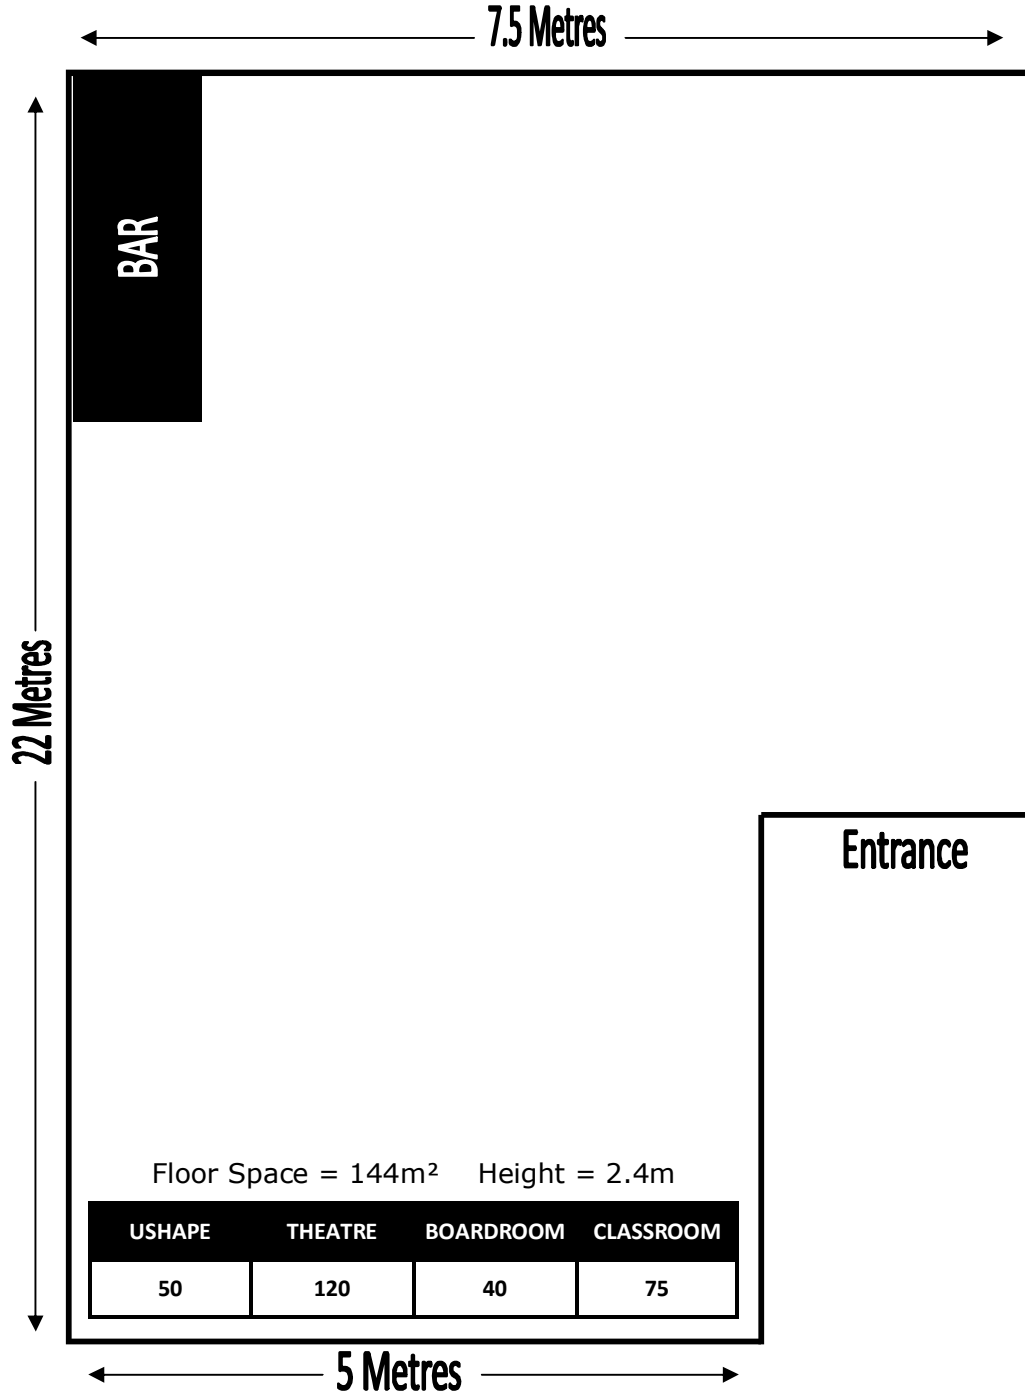 7.5 Metres
BAR
22 Metres
Entrance
Floor Space = 144m² Height = 2.4m
USHAPE THEATRE BOARDROOM CLASSROOM
50 120 40 75
5 Metres